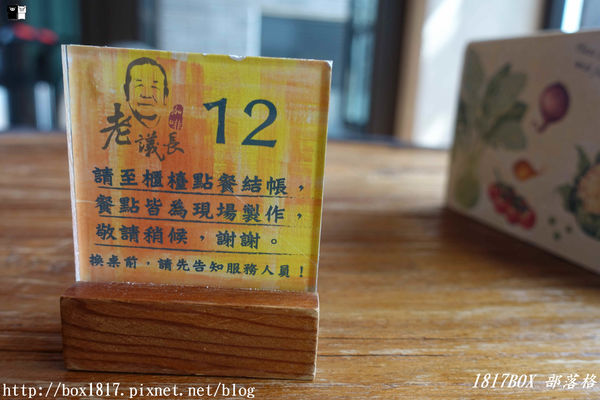 老議長
咖啡
12
請至櫃檯點餐結帳，
餐點皆為現場製作，
敬請稍候，謝謝。
換桌前，請先告知服務人員！
http://box1817.pixnet.net/blog
1817BOX 部落格